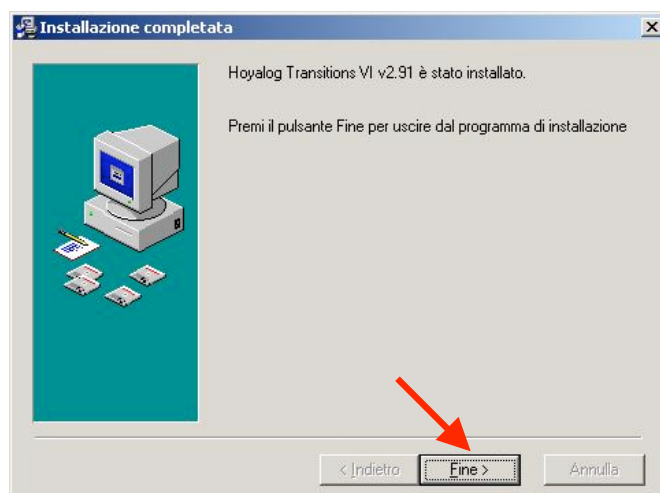 Installazione completata
Hoyalog Transitions VI v2.91 è stato installato.
Premi il pulsante Fine per uscire dal programma di installazione
< Indietro
Fine >
Annulla